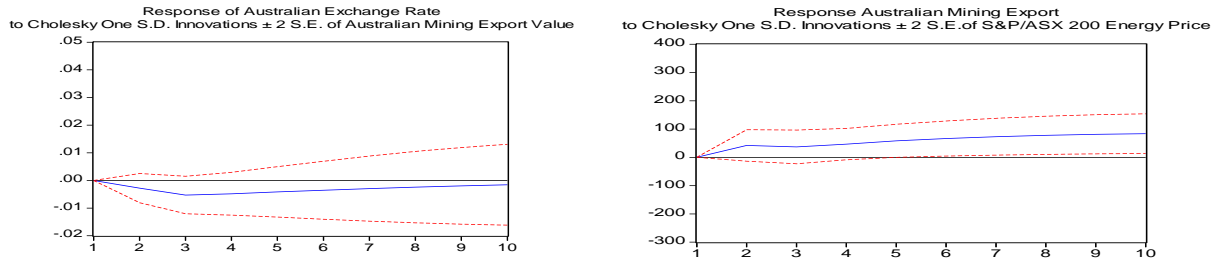 Response of Australian Exchange Rate
to Cholesky One S.D. Innovations ± 2 S.E. of Australian Mining Export Value
.05
.04
.03
.02
.01
.00
-.01
-.02
1 2 3 4 5 6 7 8 9 10
Response Australian Mining Export
to Cholesky One S.D. Innovations ± 2 S.E.of S&P/ASX 200 Energy Price
400
300
200
100
0
-100
-200
-300
1 2 3 4 5 6 7 8 9 10